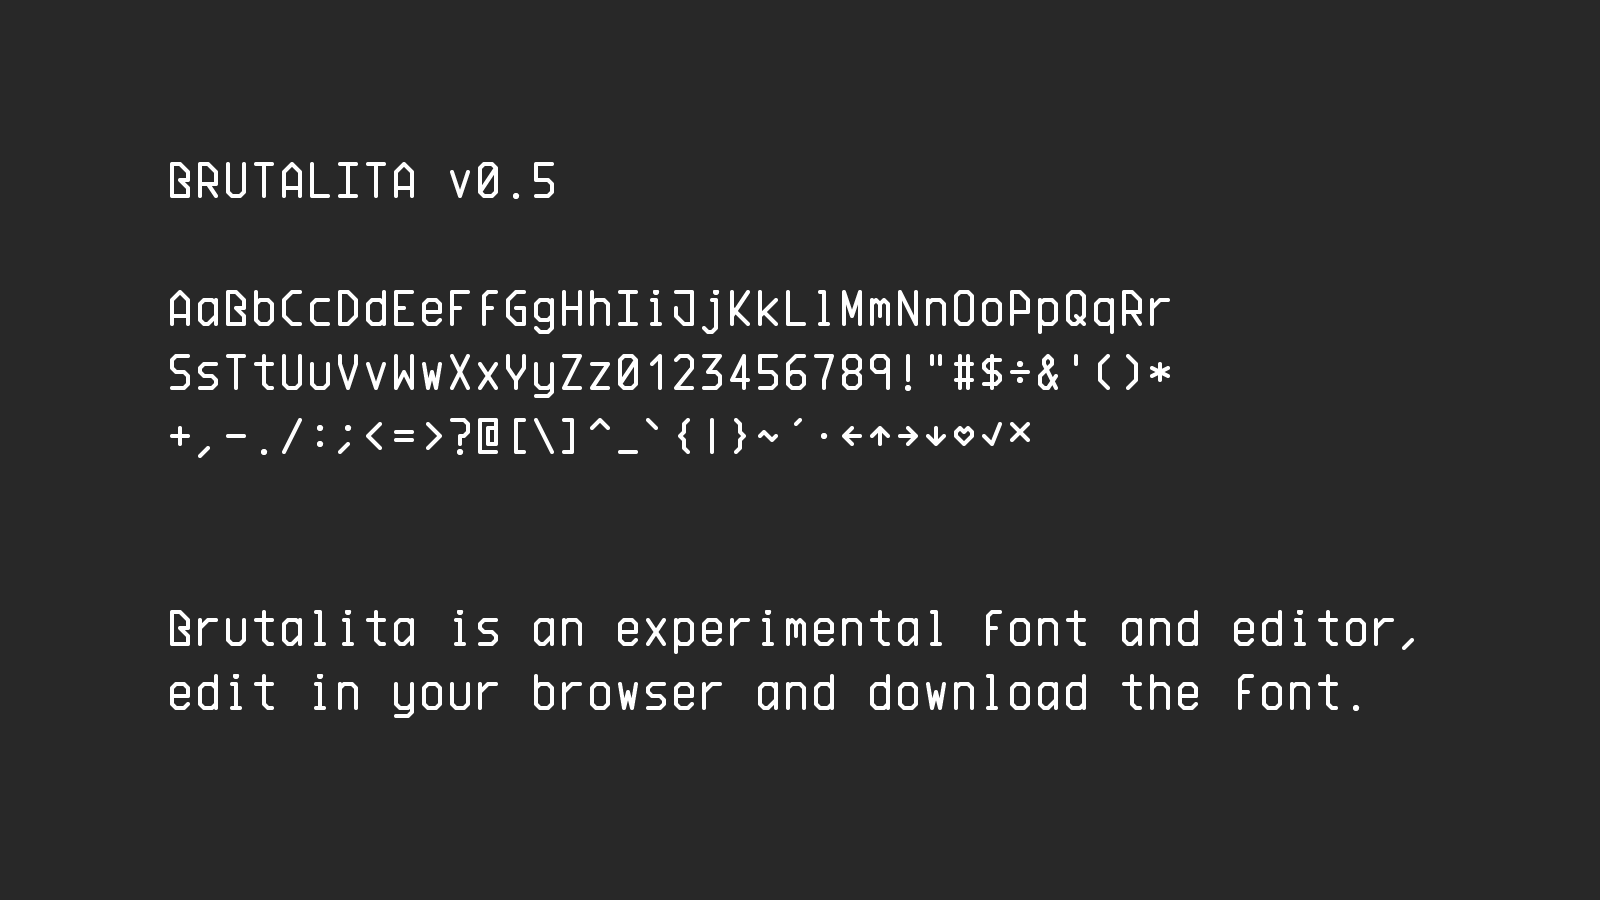 BRUTALITA v0.5
AaBbCcDdEeFfGgHhIiJjKkLlMmNnOoPpQqRr
SsTtUuVvWwXxYyZz0123456789!"#$÷&'()*
+,-./:;<=>?@[\]^_`{|}~´·←↑→↓♡√×
Brutalita is an experimental font and editor,
edit in your browser and download the font.